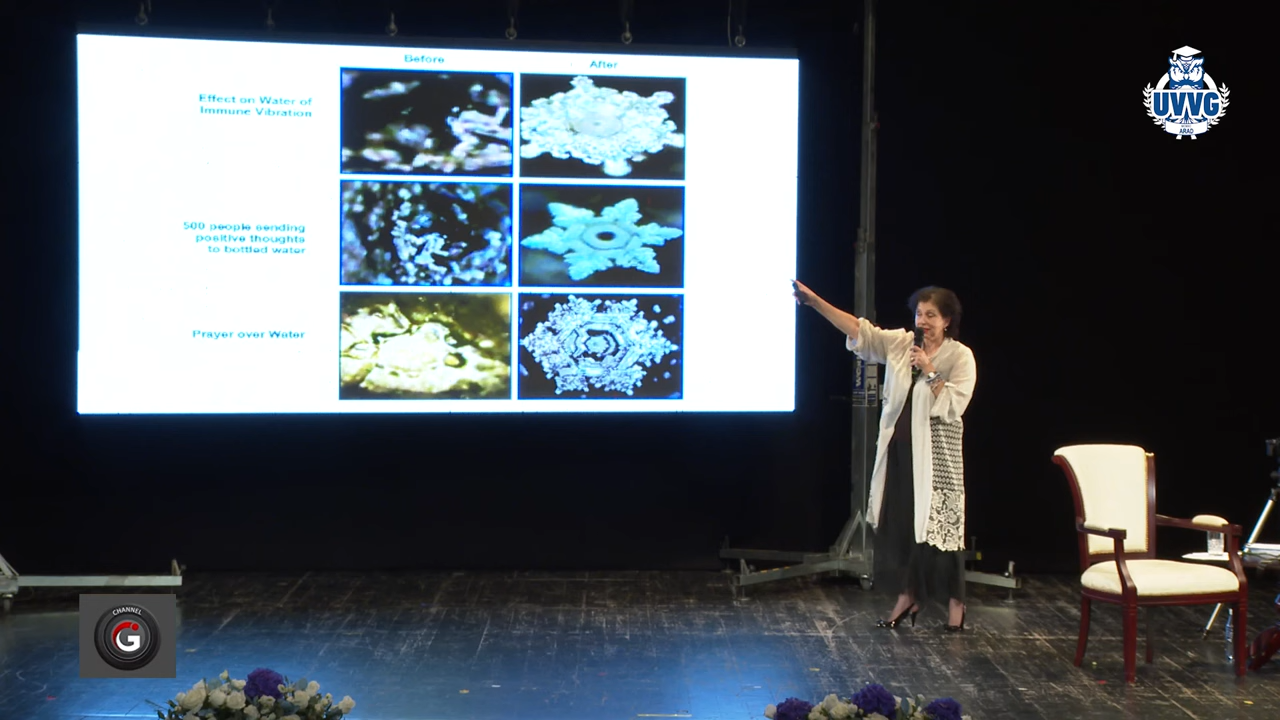 Before
After
Effect on Water of
Immune Vibration
500 people sending
positive thoughts
to bottled water
Prayer over Water
UVVG
ARAD
CHANNEL
G